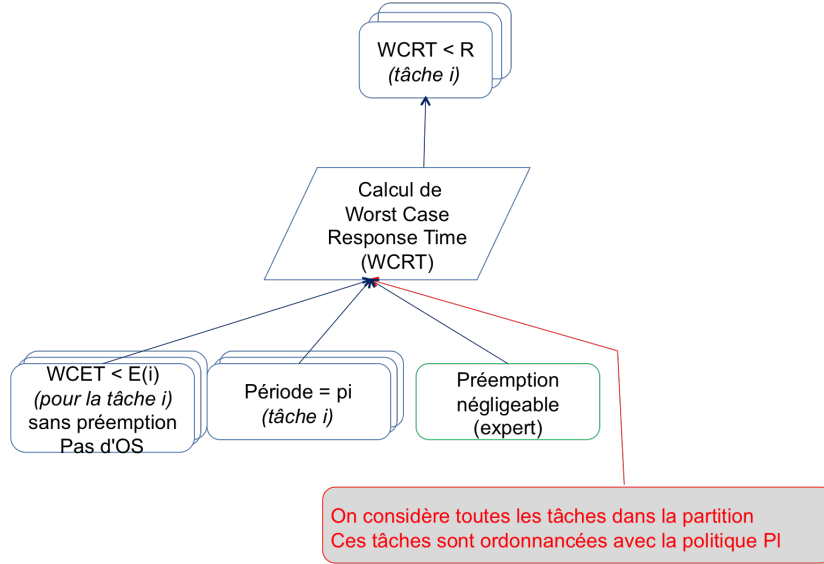 WCRT < R
(tâche i)
Calcul de
Worst Case
Response Time
(WCRT)
WCET < E(i)
(pour la tâche i)
sans préemption
Pas d'OS
Période = pi
(tâche i)
Préemption
négligeable
(expert)
On considère toutes les tâches dans la partition
Ces tâches sont ordonnancées avec la politique Pl